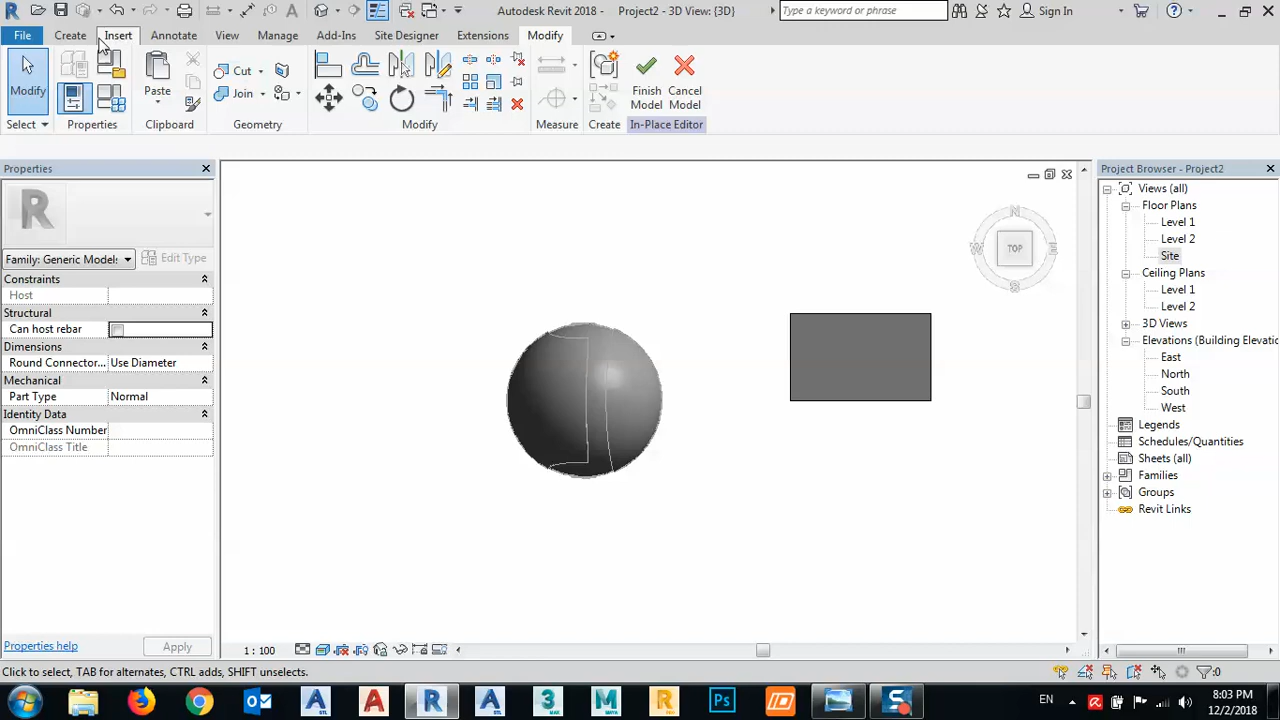 Autodesk Revit 2018 - Project2 - 3D View: {3D}
Type a keyword or phrase
Sign In
File
Create
Insert
Annotate
View
Manage
Add-Ins
Site Designer
Extensions
Modify
Modify
Paste
Cut
Join
Finish
Model
Cancel
Model
Select
Properties
Clipboard
Geometry
Modify
Measure
Create
In-Place Editor
Properties
R
Family: Generic Models
Edit Type
Constraints
Host
Structural
Can host rebar
Dimensions
Round Connector...
Use Diameter
Mechanical
Part Type
Normal
Identity Data
OmniClass Number
OmniClass Title
Properties help
Apply
N
W
TOP
E
S
Project Browser - Project2
Views (all)
Floor Plans
Level 1
Level 2
Site
Ceiling Plans
Level 1
Level 2
3D Views
Elevations (Building Elevatio
East
North
South
West
Legends
Schedules/Quantities
Sheets (all)
Families
Groups
Revit Links
1 : 100
Click to select, TAB for alternates, CTRL adds, SHIFT unselects.
:0
EN
8:03 PM
12/2/2018